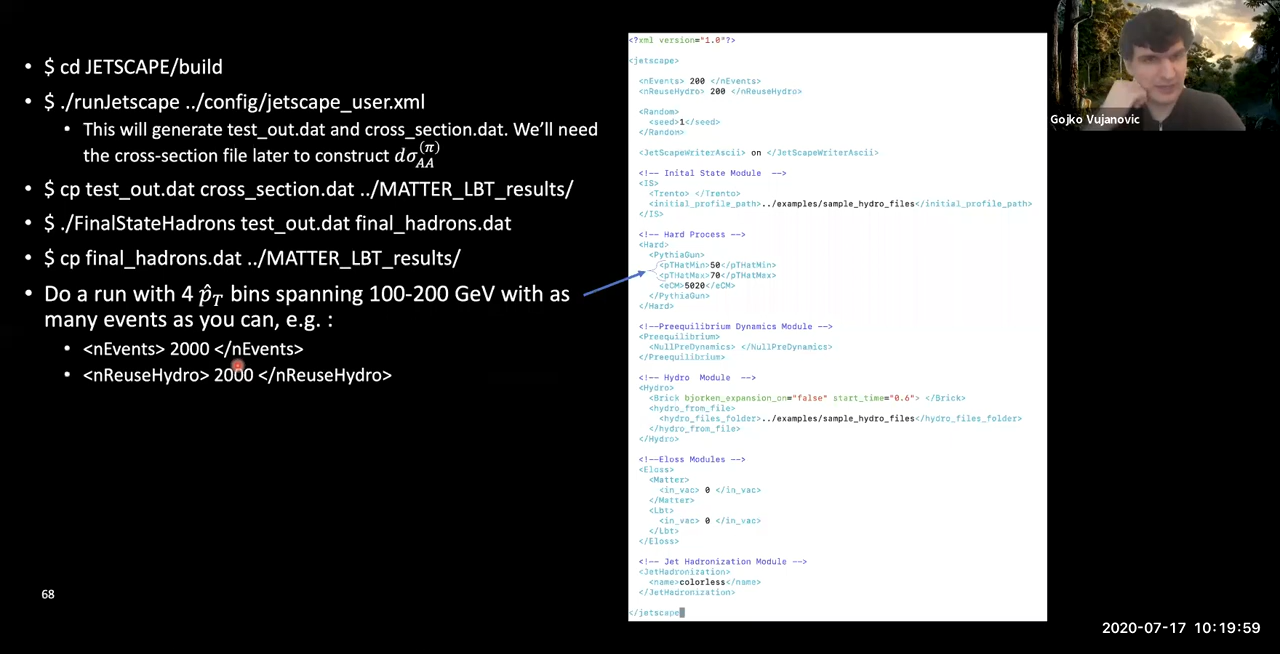 • $ cd JETSCAPE/build
• $ ./runJetscape ../config/jetscape_user.xml
• This will generate test_out.dat and cross_section.dat. We’ll need
the cross-section file later to construct dσ_AA^(π)
• $ cp test_out.dat cross_section.dat ../MATTER_LBT_results/
• $ ./FinalStateHadrons test_out.dat final_hadrons.dat
• $ cp final_hadrons.dat ../MATTER_LBT_results/
• Do a run with 4 p̂_T bins spanning 100-200 GeV with as
many events as you can, e.g. :
• <nEvents> 2000 </nEvents>
• <nReuseHydro> 2000 </nReuseHydro>
68
<?xml version="1.0"?>
<jetscape>
<nEvents> 200 </nEvents>
<nReuseHydro> 200 </nReuseHydro>
<Random>
<seed>1</seed>
</Random>
<JetScapeWriterAscii> on </JetScapeWriterAscii>
<!-- Inital State Module -->
<IS>
<Trento> </Trento>
<initial_profile_path>../examples/sample_hydro_files</initial_profile_path>
</IS>
<!-- Hard Process -->
<Hard>
<PythiaGun>
<pTHatMin>50</pTHatMin>
<pTHatMax>70</pTHatMax>
<eCM>5020</eCM>
</PythiaGun>
</Hard>
<!--Preequilibrium Dynamics Module -->
<Preequilibrium>
<NullPreDynamics> </NullPreDynamics>
</Preequilibrium>
<!-- Hydro Module -->
<Hydro>
<Brick bjorken_expansion_on="false" start_time="0.6"> </Brick>
<hydro_from_file>
<hydro_files_folder>../examples/sample_hydro_files</hydro_files_folder>
</hydro_from_file>
</Hydro>
<!--Eloss Modules -->
<Eloss>
<Matter>
<in_vac> 0 </in_vac>
</Matter>
<Lbt>
<in_vac> 0 </in_vac>
</Lbt>
</Eloss>
<!-- Jet Hadronization Module -->
<JetHadronization>
<name>colorless</name>
</JetHadronization>
</jetscape
Gojko Vujanovic
2020-07-17 10:19:59